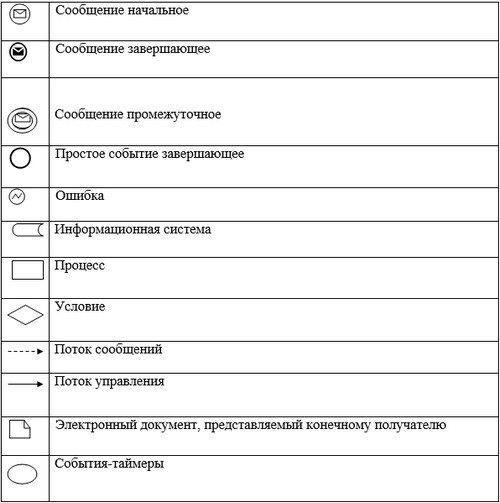 Сообщение начальное
Сообщение завершающее
Сообщение промежуточное
Простое событие завершающее
Ошибка
Информационная система
Процесс
Условие
Поток сообщений
Поток управления
Электронный документ, представляемый конечному получателю
События-таймеры